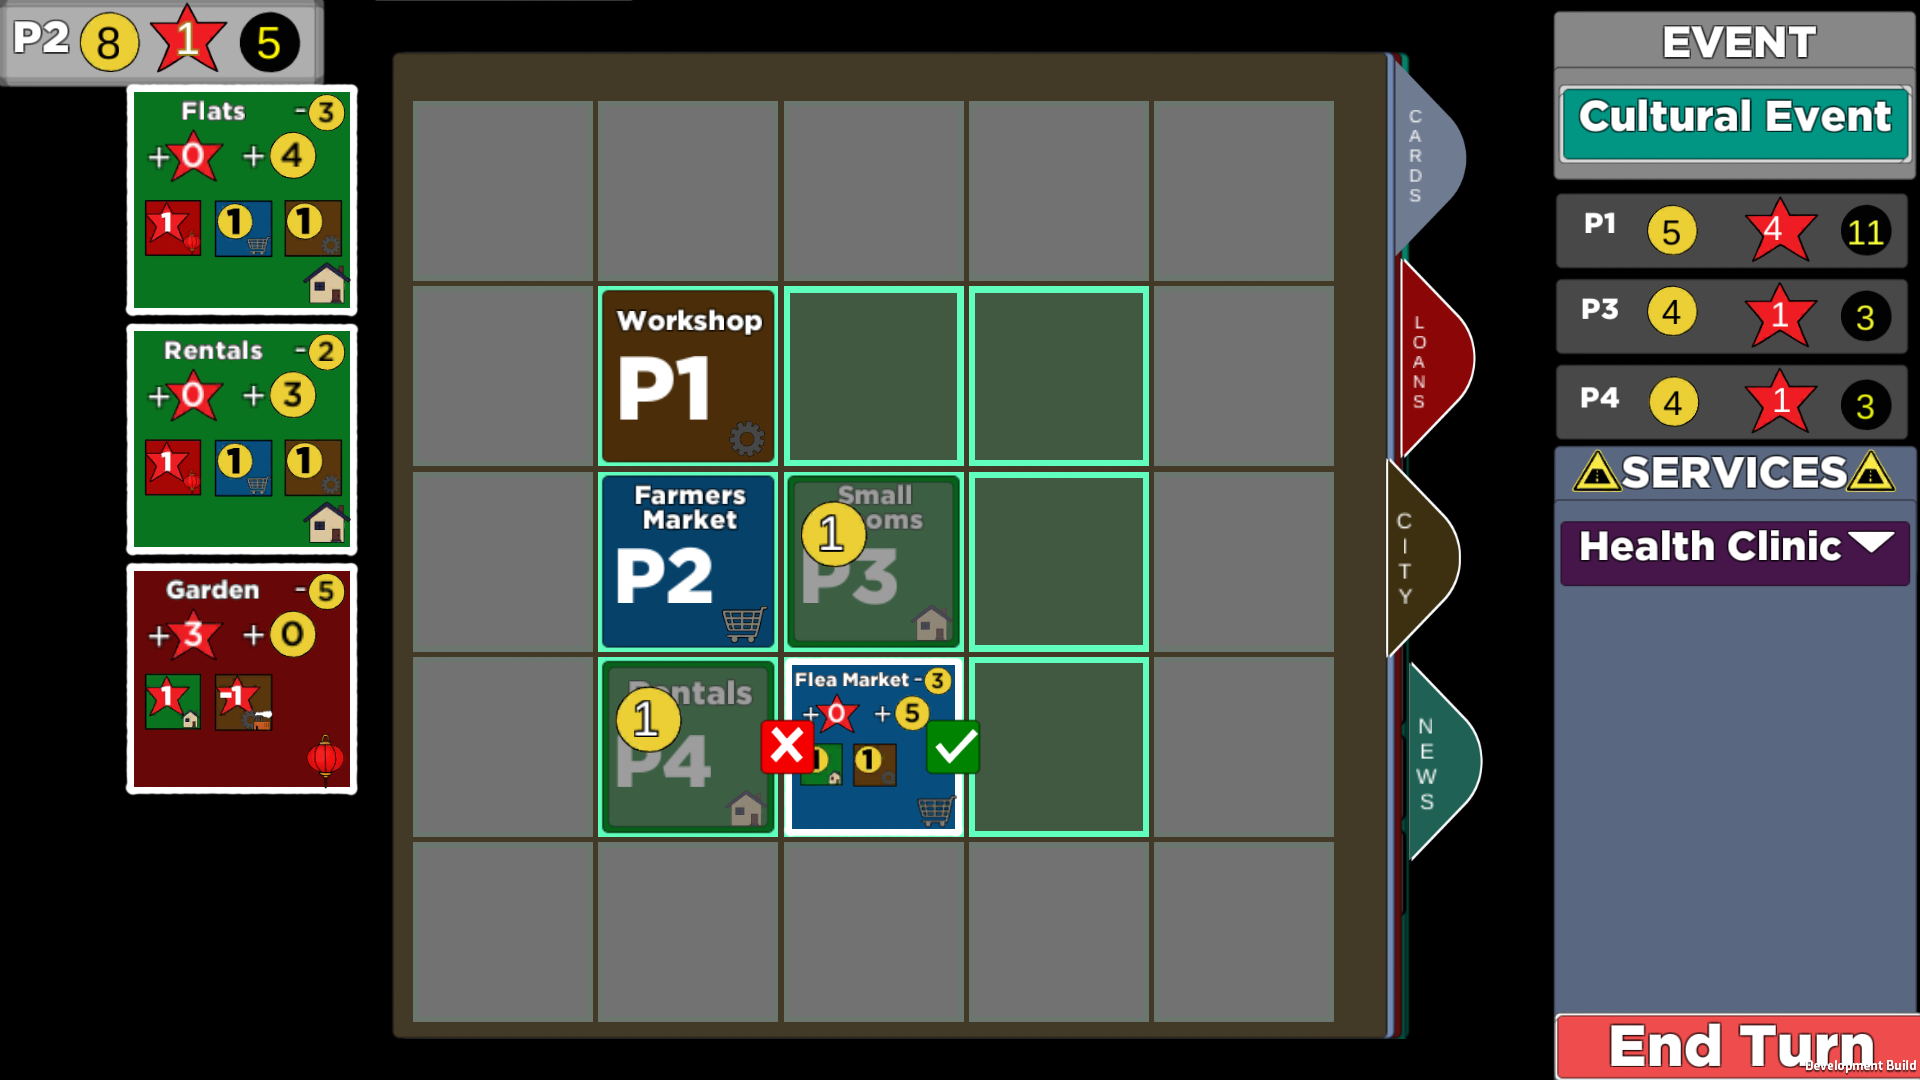 P2 8 1 5
Flats -3
+0 +4
1 1 1
Rentals -2
+0 +3
1 1 1
Garden -5
+3 +0
1 -1
Workshop
P1
Farmers
Market
P2
Small
ooms
1
P3
ntals
1
P4
Flea Market -3
+0 +5
1
CARDS
LOANS
CITY
NEWS
EVENT
Cultural Event
P1 5 4 11
P3 4 1 3
P4 4 1 3
SERVICES
Health Clinic
End Turn
Development Build